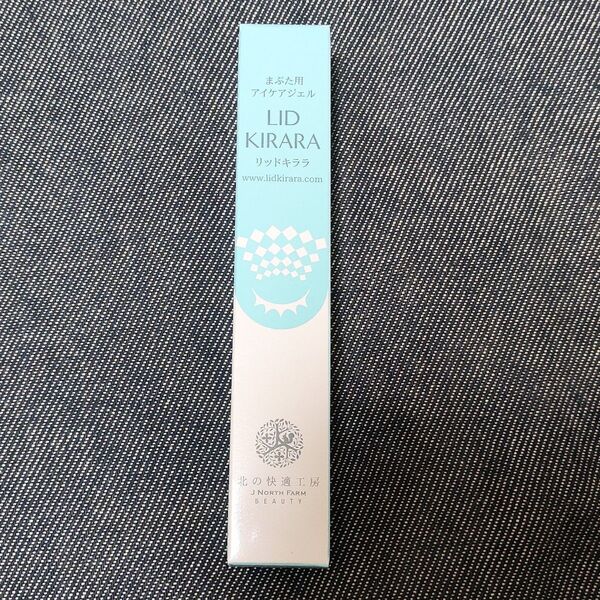 まぶた用
アイケアジェル
LID
KIRARA
リッドキララ
www.lidkirara.com
北の快適工房
J NORTH FARM
BEAUTY